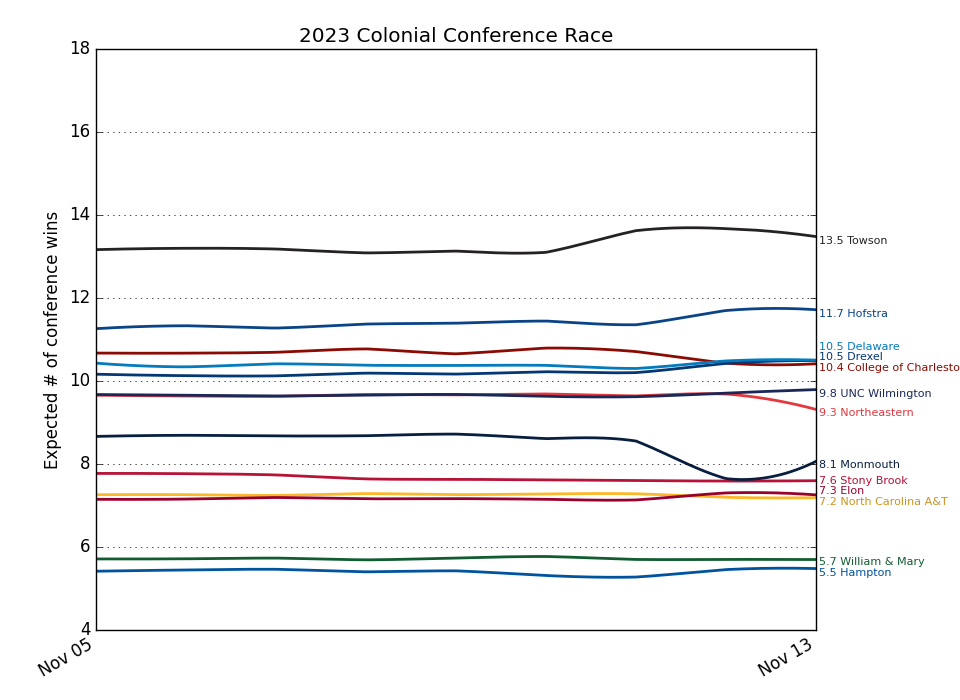 2023 Colonial Conference Race
18
16
14
12
10
8
6
4
Expected # of conference wins
Nov 05
Nov 13
13.5 Towson
11.7 Hofstra
10.5 Delaware
10.5 Drexel
10.4 College of Charlesto
9.8 UNC Wilmington
9.3 Northeastern
8.1 Monmouth
7.6 Stony Brook
7.3 Elon
7.2 North Carolina A&T
5.7 William & Mary
5.5 Hampton